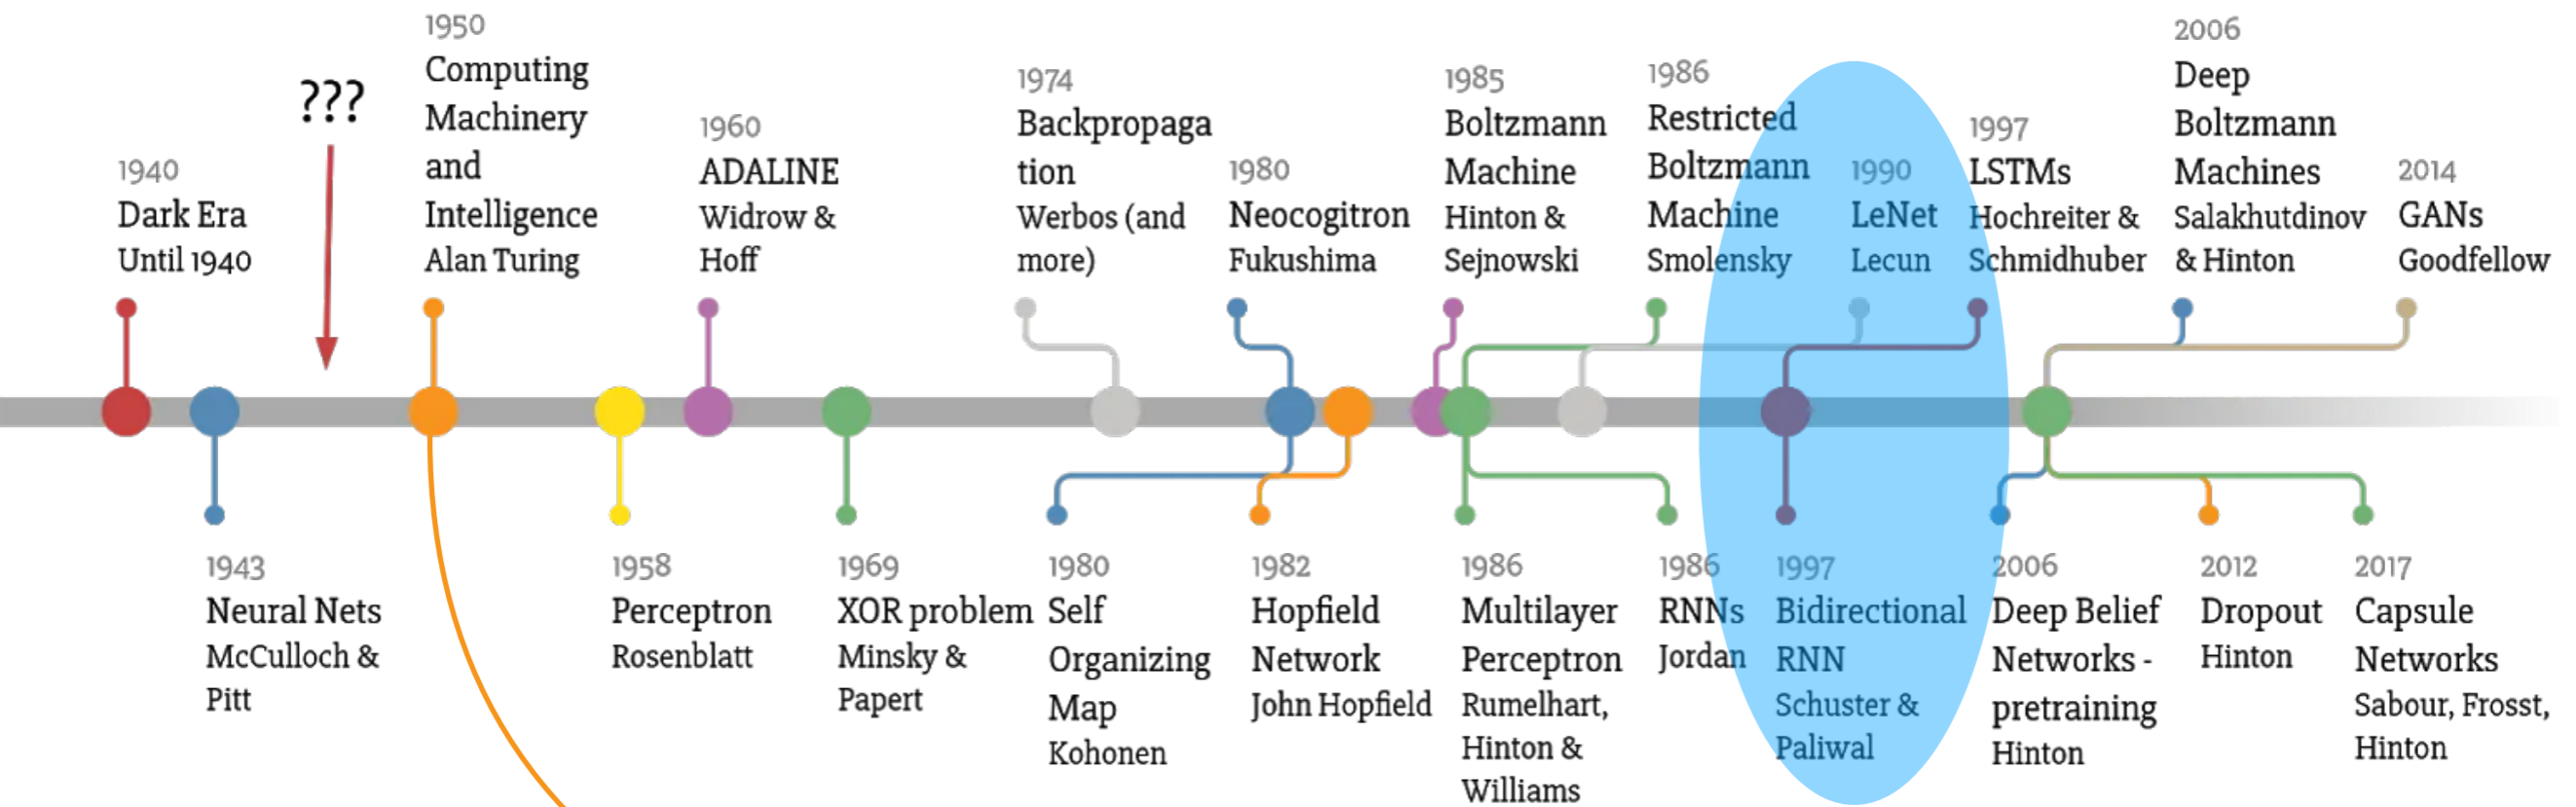 ???
1940
Dark Era
Until 1940
1950
Computing
Machinery
and
Intelligence
Alan Turing
1960
ADALINE
Widrow &
Hoff
1974
Backpropaga
tion
Werbos (and
more)
1980
Neocogitron
Fukushima
1985
Boltzmann
Machine
Hinton &
Sejnowski
1986
Restricted
Boltzmann
Machine
Smolensky
1990
LeNet
Lecun
1997
LSTMs
Hochreiter &
Schmidhuber
2006
Deep
Boltzmann
Machines
Salakhutdinov
& Hinton
2014
GANs
Goodfellow
1943
Neural Nets
McCulloch &
Pitt
1958
Perceptron
Rosenblatt
1969
XOR problem
Minsky &
Papert
1980
Self
Organizing
Map
Kohonen
1982
Hopfield
Network
John Hopfield
1986
Multilayer
Perceptron
Rumelhart,
Hinton &
Williams
1986
RNNs
Jordan
1997
Bidirectional
RNN
Schuster &
Paliwal
2006
Deep Belief
Networks -
pretraining
Hinton
2012
Dropout
Hinton
2017
Capsule
Networks
Sabour, Frosst,
Hinton